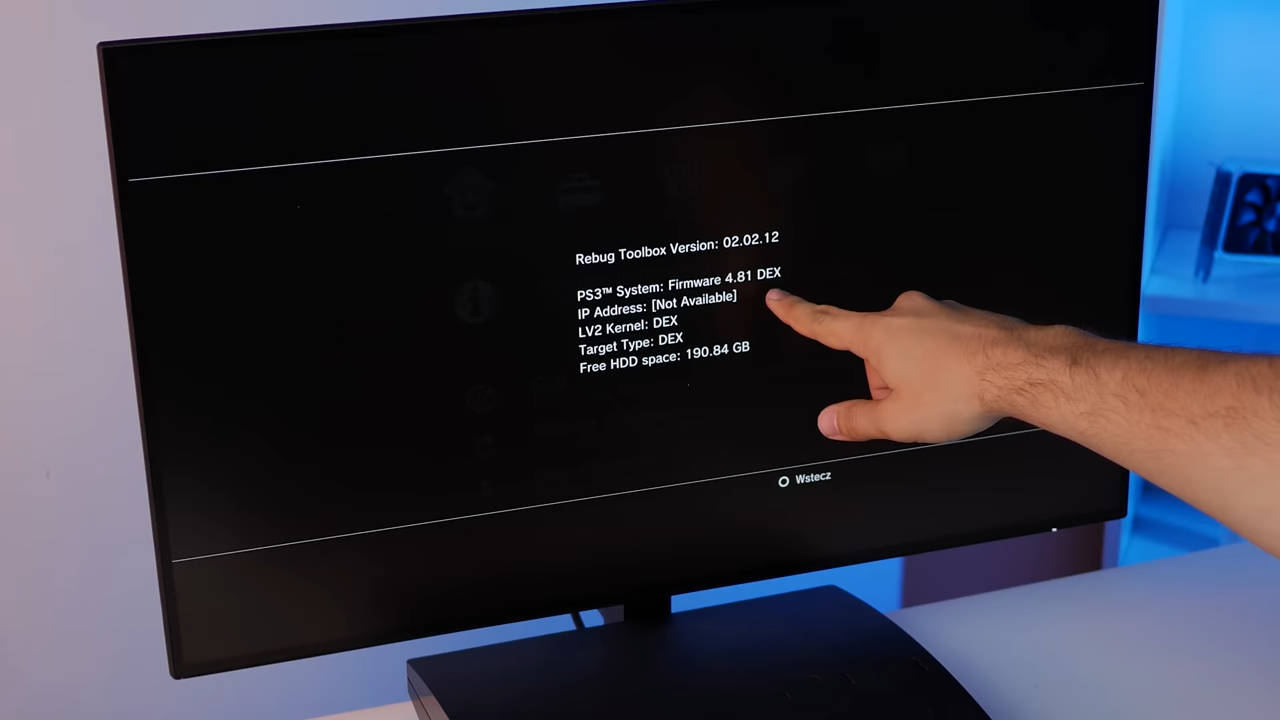 Rebug Toolbox Version: 02.02.12
PS3™ System: Firmware 4.81 DEX
IP Address: [Not Available]
LV2 Kernel: DEX
Target Type: DEX
Free HDD space: 190.84 GB
Wstecz